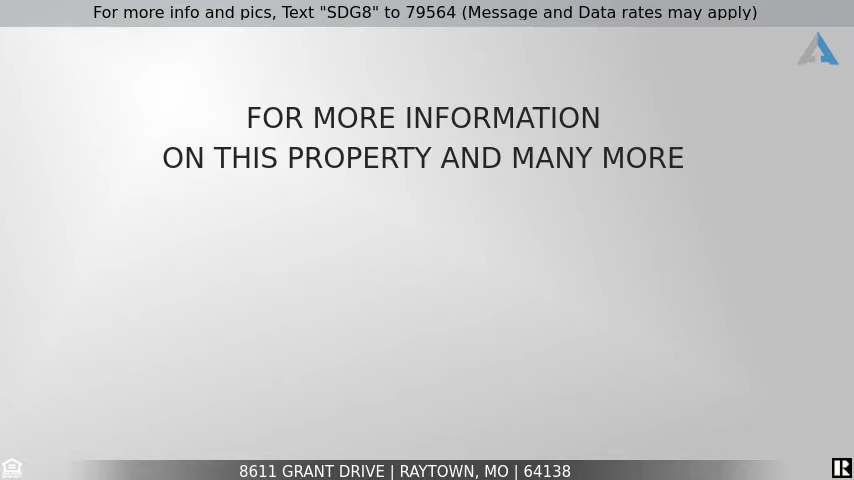 For more info and pics, Text "SDG8" to 79564 (Message and Data rates may apply)
FOR MORE INFORMATION
ON THIS PROPERTY AND MANY MORE
8611 GRANT DRIVE | RAYTOWN, MO | 64138